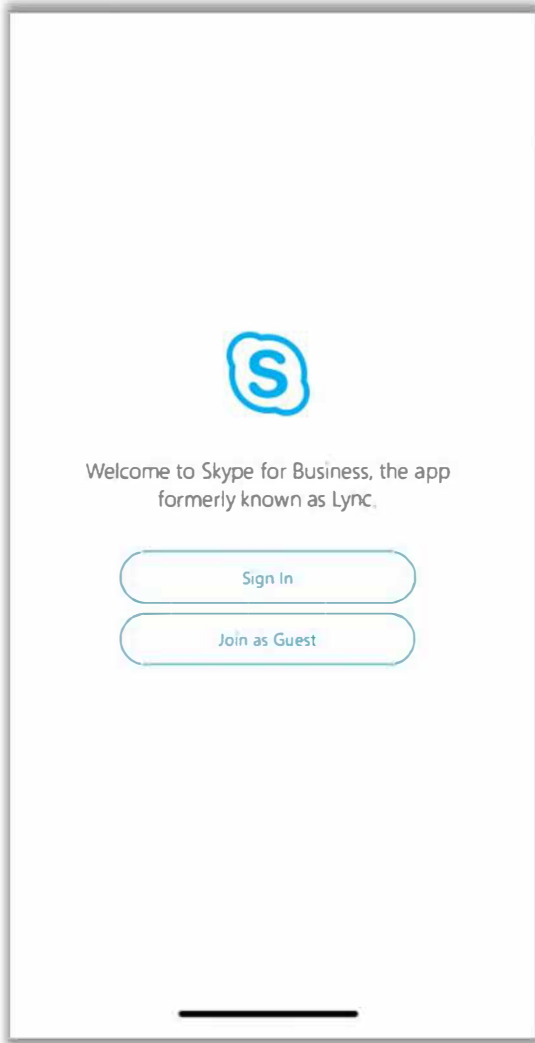 S
Welcome to Skype for Business, the app
formerly known as Lync.
Sign In
Join as Guest